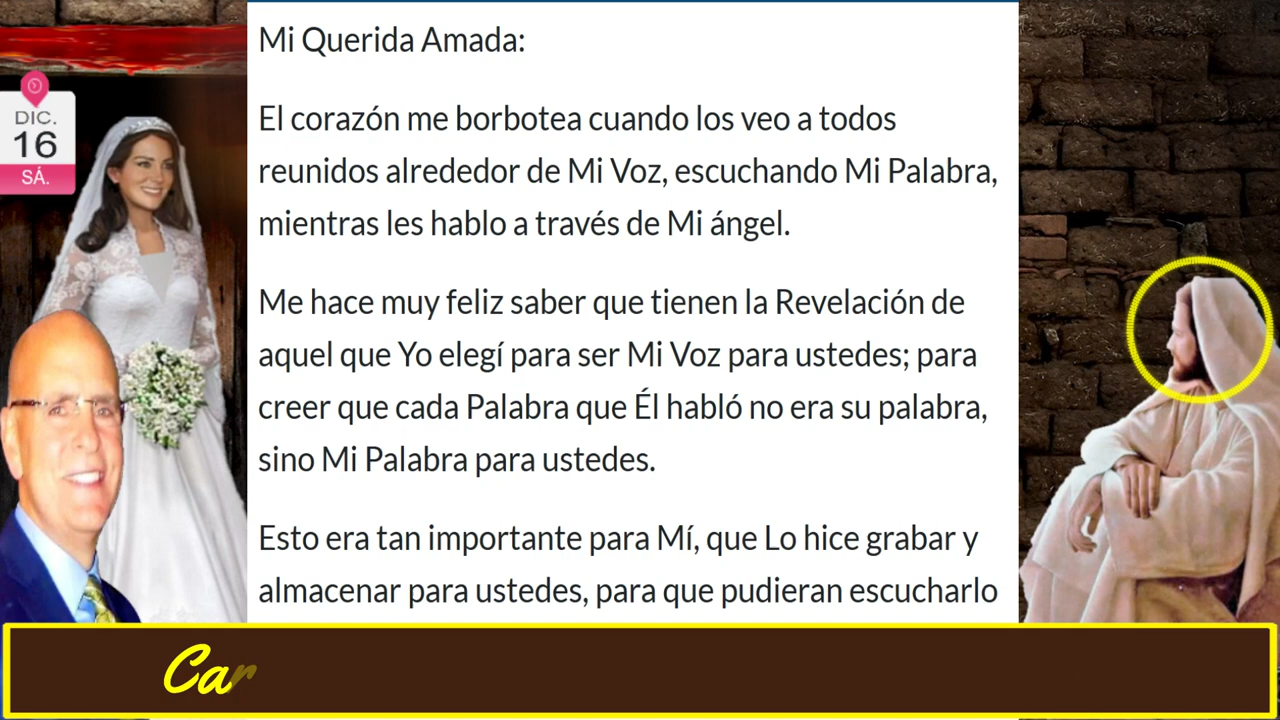 DIC.
16
SÁ.
Mi Querida Amada:
El corazón me borbotea cuando los veo a todos
reunidos alrededor de Mi Voz, escuchando Mi Palabra,
mientras les hablo a través de Mi ángel.
Me hace muy feliz saber que tienen la Revelación de
aquel que Yo elegí para ser Mi Voz para ustedes; para
creer que cada Palabra que Él habló no era su palabra,
sino Mi Palabra para ustedes.
Esto era tan importante para Mí, que Lo hice grabar y
almacenar para ustedes, para que pudieran escucharlo
Car